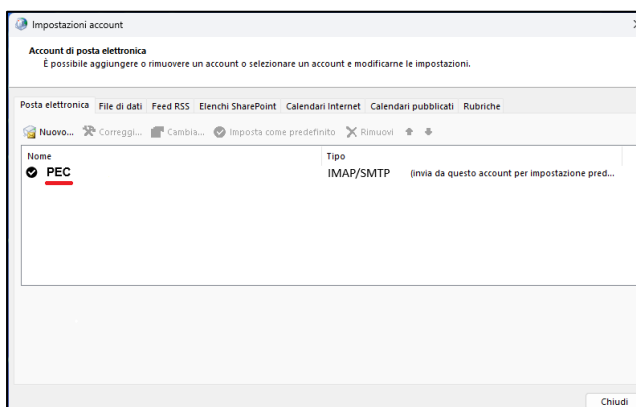 Impostazioni account
Account di posta elettronica
È possibile aggiungere o rimuovere un account o selezionare un account e modificarne le impostazioni.
Posta elettronica File di dati Feed RSS Elenchi SharePoint Calendari Internet Calendari pubblicati Rubriche
Nuovo... Correggi... Cambia... Imposta come predefinito Rimuovi
Nome Tipo
PEC IMAP/SMTP (invia da questo account per impostazione pred...
Chiudi